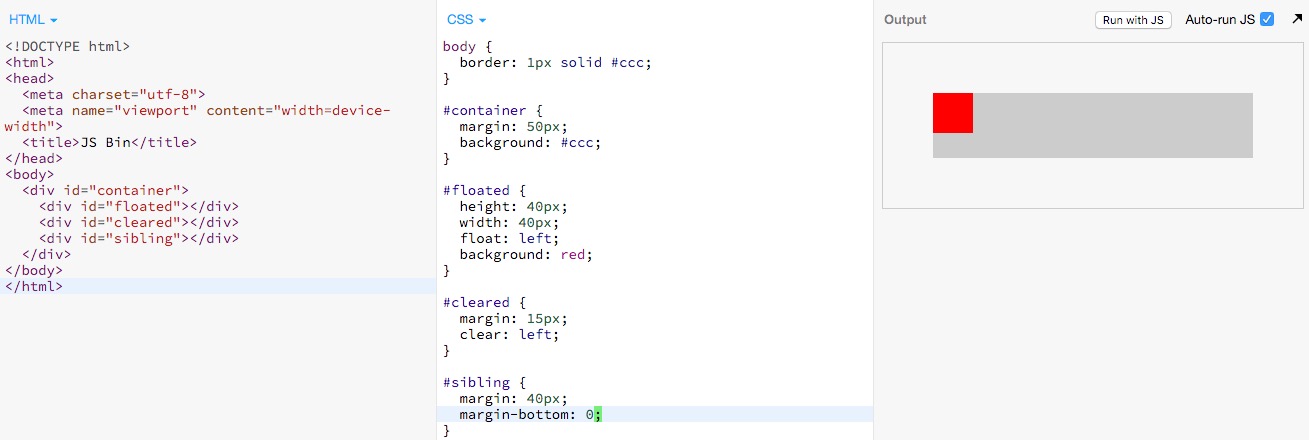 HTML
<!DOCTYPE html>
<html>
<head>
  <meta charset="utf-8">
  <meta name="viewport" content="width=device-
width">
  <title>JS Bin</title>
</head>
<body>
  <div id="container">
    <div id="floated"></div>
    <div id="cleared"></div>
    <div id="sibling"></div>
  </div>
</body>
</html>
CSS
body {
  border: 1px solid #ccc;
}
#container {
  margin: 50px;
  background: #ccc;
}
#floated {
  height: 40px;
  width: 40px;
  float: left;
  background: red;
}
#cleared {
  margin: 15px;
  clear: left;
}
#sibling {
  margin: 40px;
  margin-bottom: 0;
}
Output
Run with JS
Auto-run JS